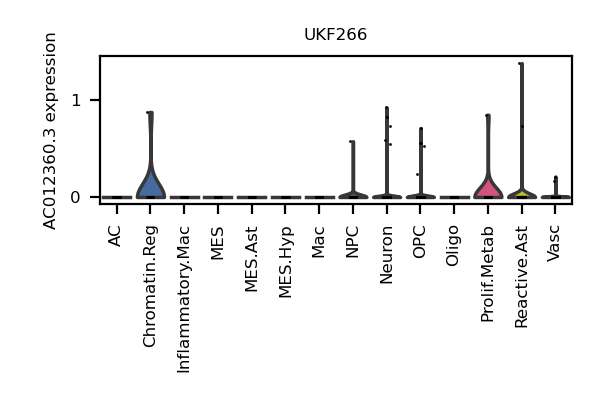 UKF266
AC012360.3 expression
1
0
AC
Chromatin.Reg
Inflammatory.Mac
MES
MES.Ast
MES.Hyp
Mac
NPC
Neuron
OPC
Oligo
Prolif.Metab
Reactive.Ast
Vasc